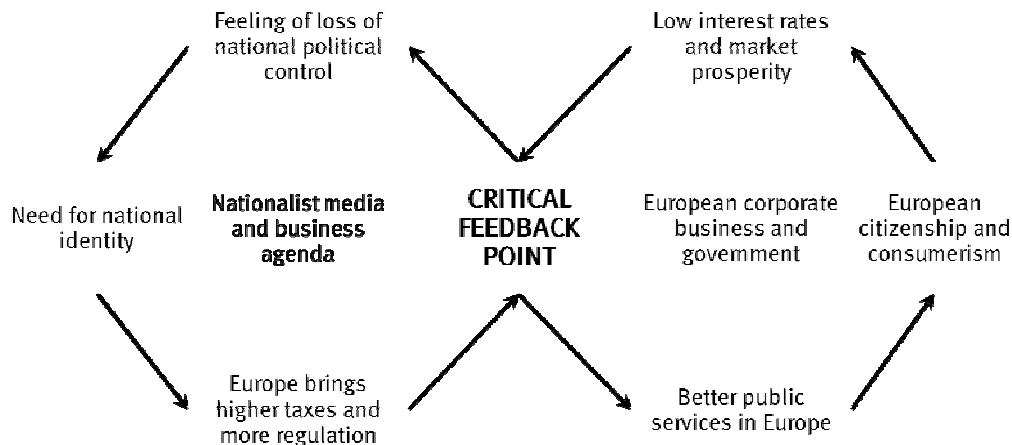 Feeling of loss of
national political
control
Low interest rates
and market
prosperity
Need for national
identity
Nationalist media
and business
agenda
CRITICAL
FEEDBACK
POINT
European corporate
business and
government
European
citizenship and
consumerism
Europe brings
higher taxes and
more regulation
Better public
services in Europe